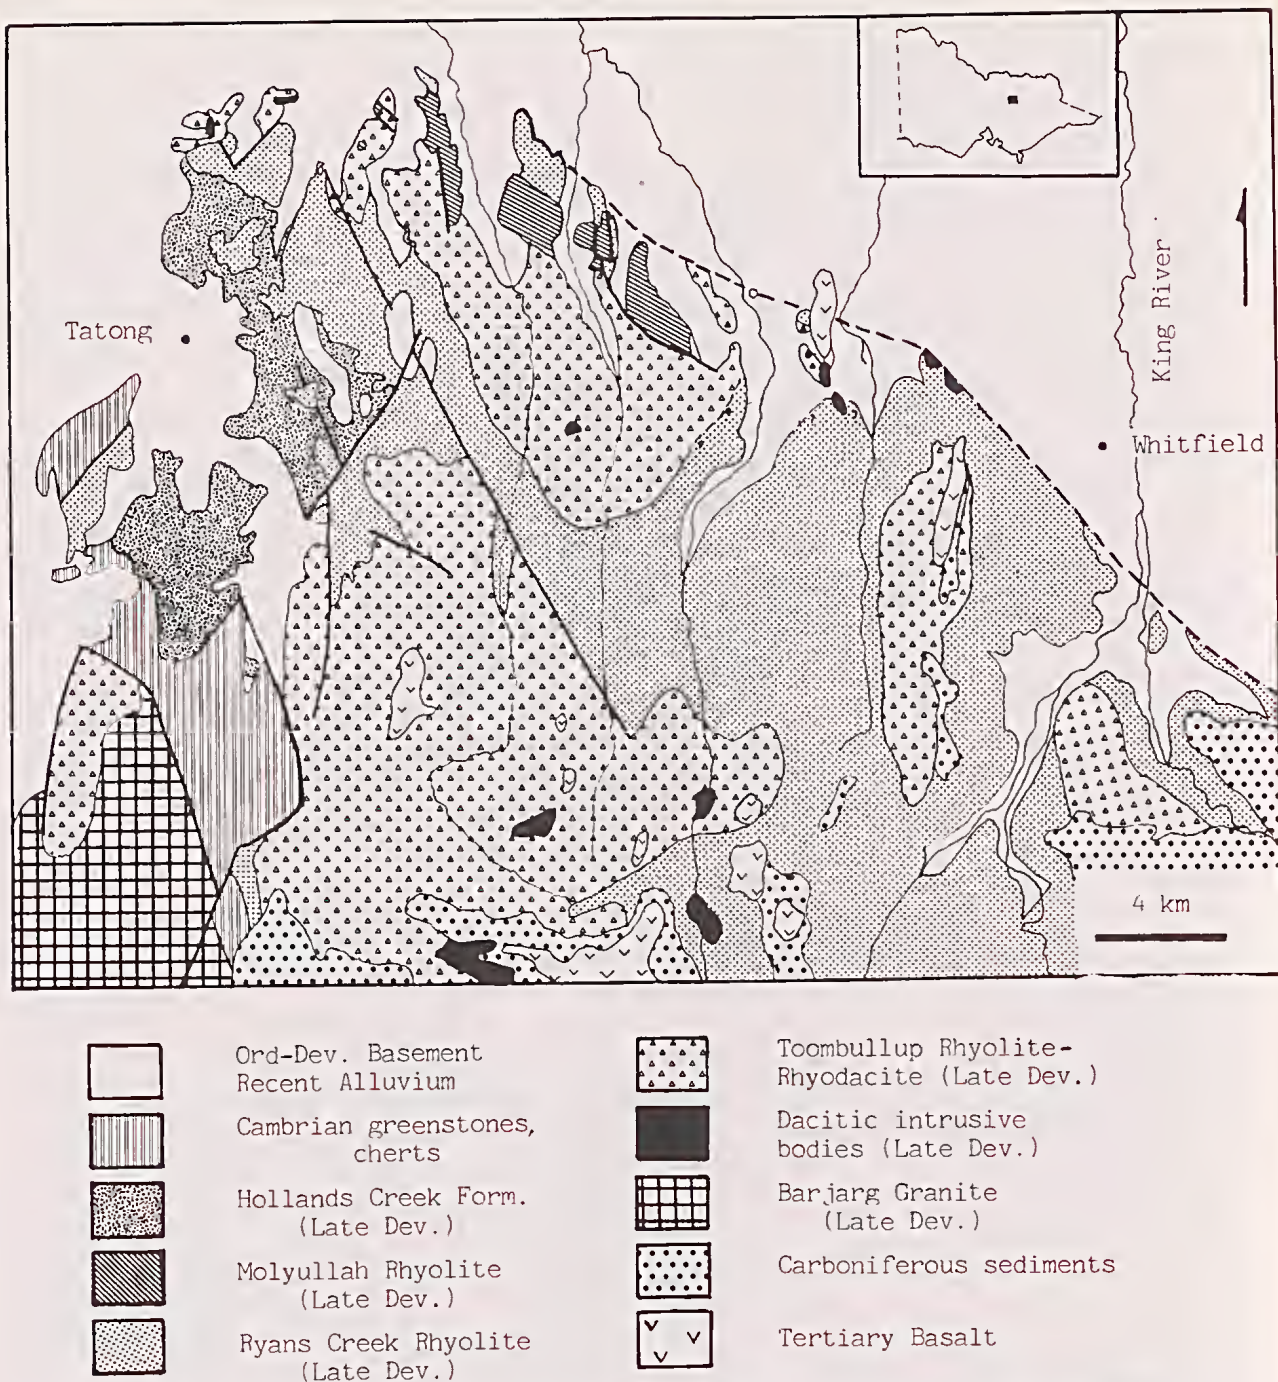 Tatong
King River
Whitfield
4 km
Ord-Dev. Basement
Recent Alluvium
Cambrian greenstones,
cherts
Hollands Creek Form.
(Late Dev.)
Molyullah Rhyolite
(Late Dev.)
Ryans Creek Rhyolite
(Late Dev.)
Toombullup Rhyolite-
Rhyodacite (Late Dev.)
Dacitic intrusive
bodies (Late Dev.)
Barjarg Granite
(Late Dev.)
Carboniferous sediments
Tertiary Basalt